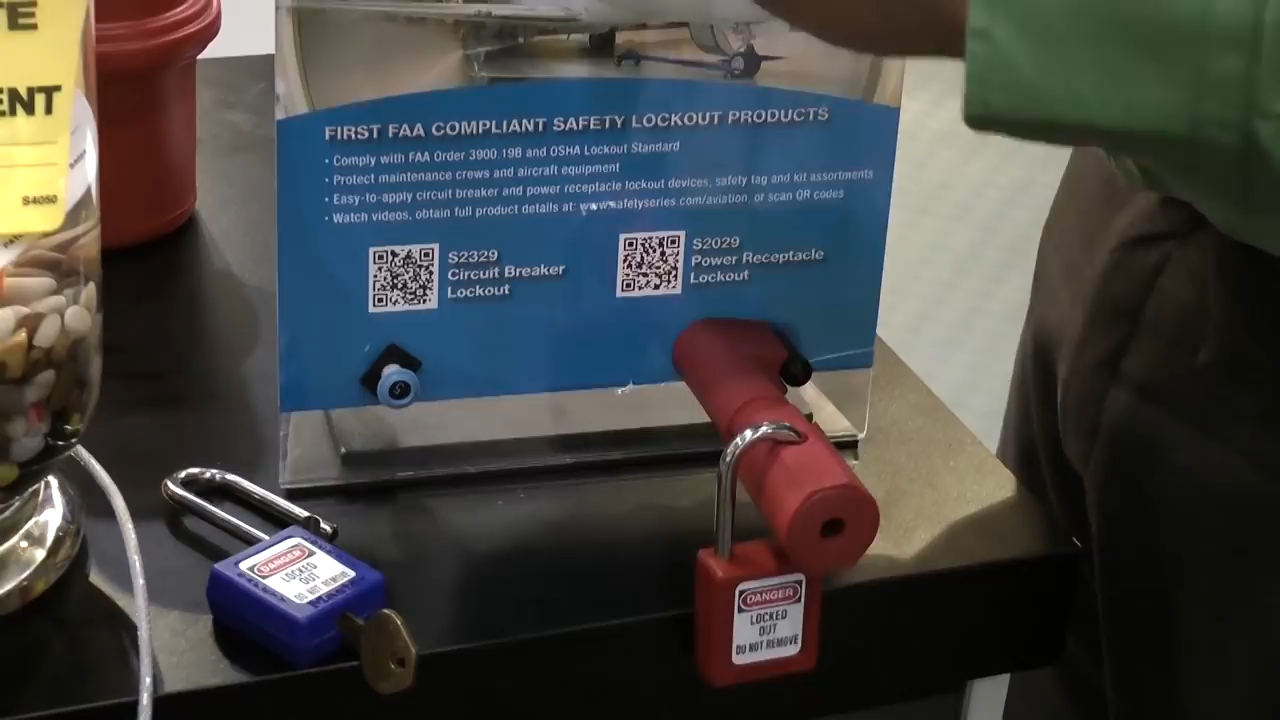 TE
ENT
S4050
FIRST FAA COMPLIANT SAFETY LOCKOUT PRODUCTS
• Comply with FAA Order 3900.19B and OSHA Lockout Standard
• Protect maintenance crews and aircraft equipment
• Easy-to-apply circuit breaker and power receptacle lockout devices, safety tag and kit assortments
• Watch videos, obtain full product details at: www.safetyseries.com/aviation, or scan QR codes
S2329
Circuit Breaker
Lockout
S2029
Power Receptacle
Lockout
S
DANGER
LOCKED
OUT
DO NOT REMOVE
DANGER
LOCKED
OUT
DO NOT REMOVE